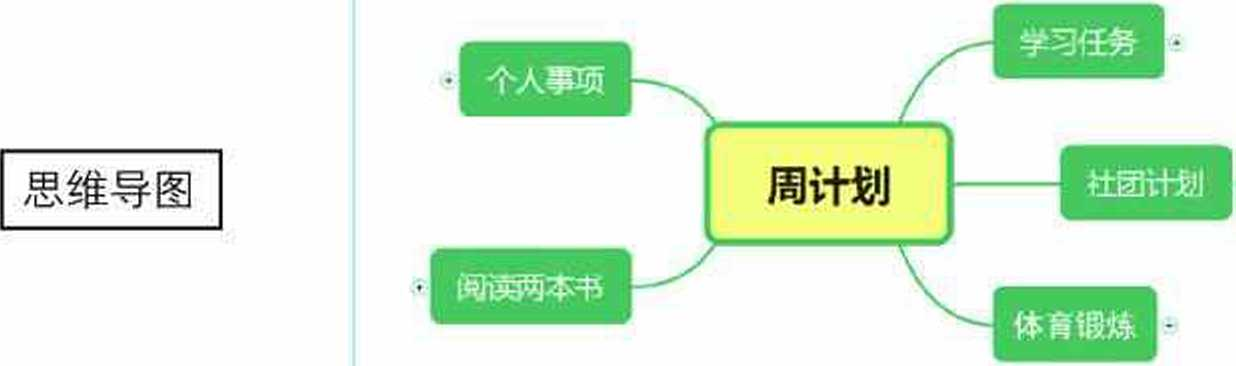 思维导图
个人事项
阅读两本书
周计划
学习任务
社团计划
体育锻炼